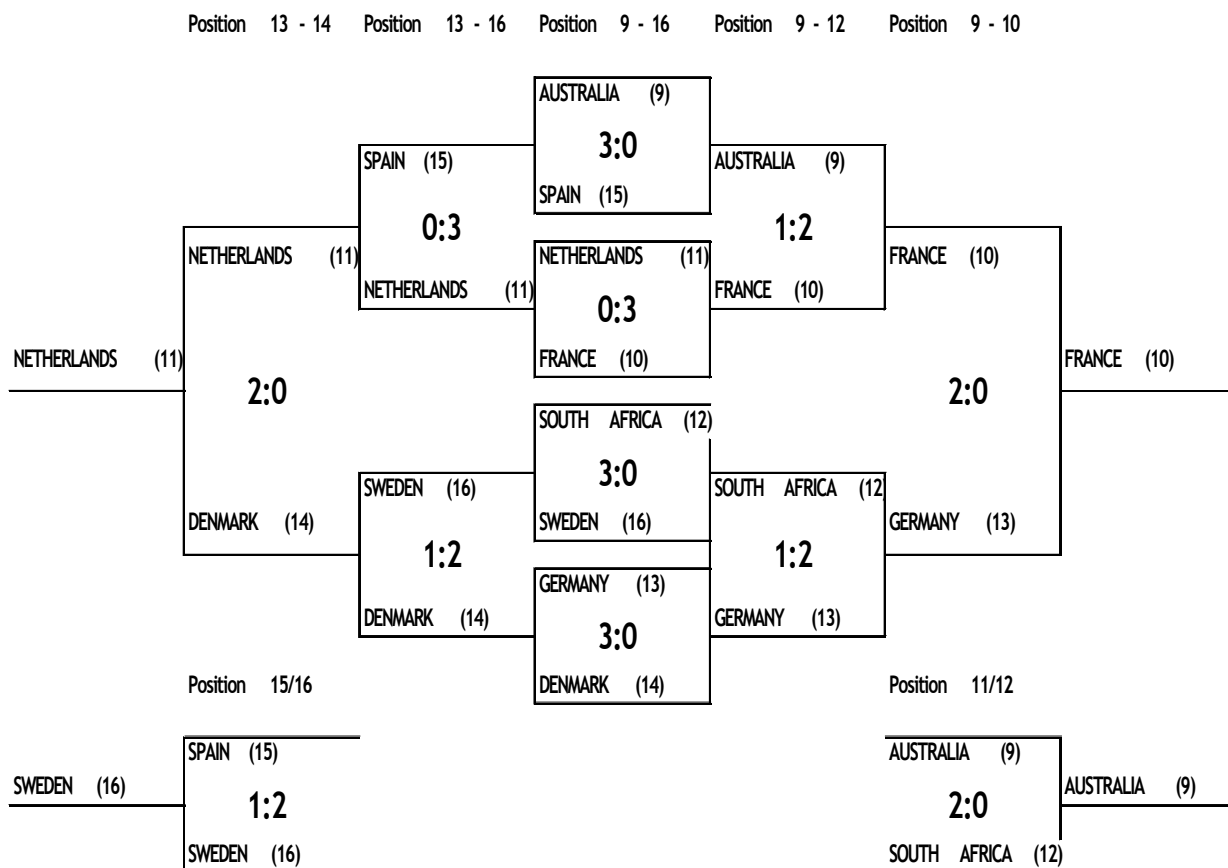 Position 13 - 14 Position 13 - 16 Position 9 - 16 Position 9 - 12 Position 9 - 10
AUSTRALIA (9)
3:0
SPAIN (15) AUSTRALIA (9)
SPAIN (15)
0:3 1:2
NETHERLANDS (11) NETHERLANDS (11) FRANCE (10)
NETHERLANDS (11) FRANCE (10)
0:3
NETHERLANDS (11) FRANCE (10) FRANCE (10)
2:0 2:0
SOUTH AFRICA (12)
3:0
SWEDEN (16) SOUTH AFRICA (12)
DENMARK (14) SWEDEN (16) GERMANY (13)
1:2 1:2
GERMANY (13)
DENMARK (14) GERMANY (13)
3:0
Position 15/16 DENMARK (14) Position 11/12
SPAIN (15) AUSTRALIA (9)
SWEDEN (16) AUSTRALIA (9)
1:2 2:0
SWEDEN (16) SOUTH AFRICA (12)